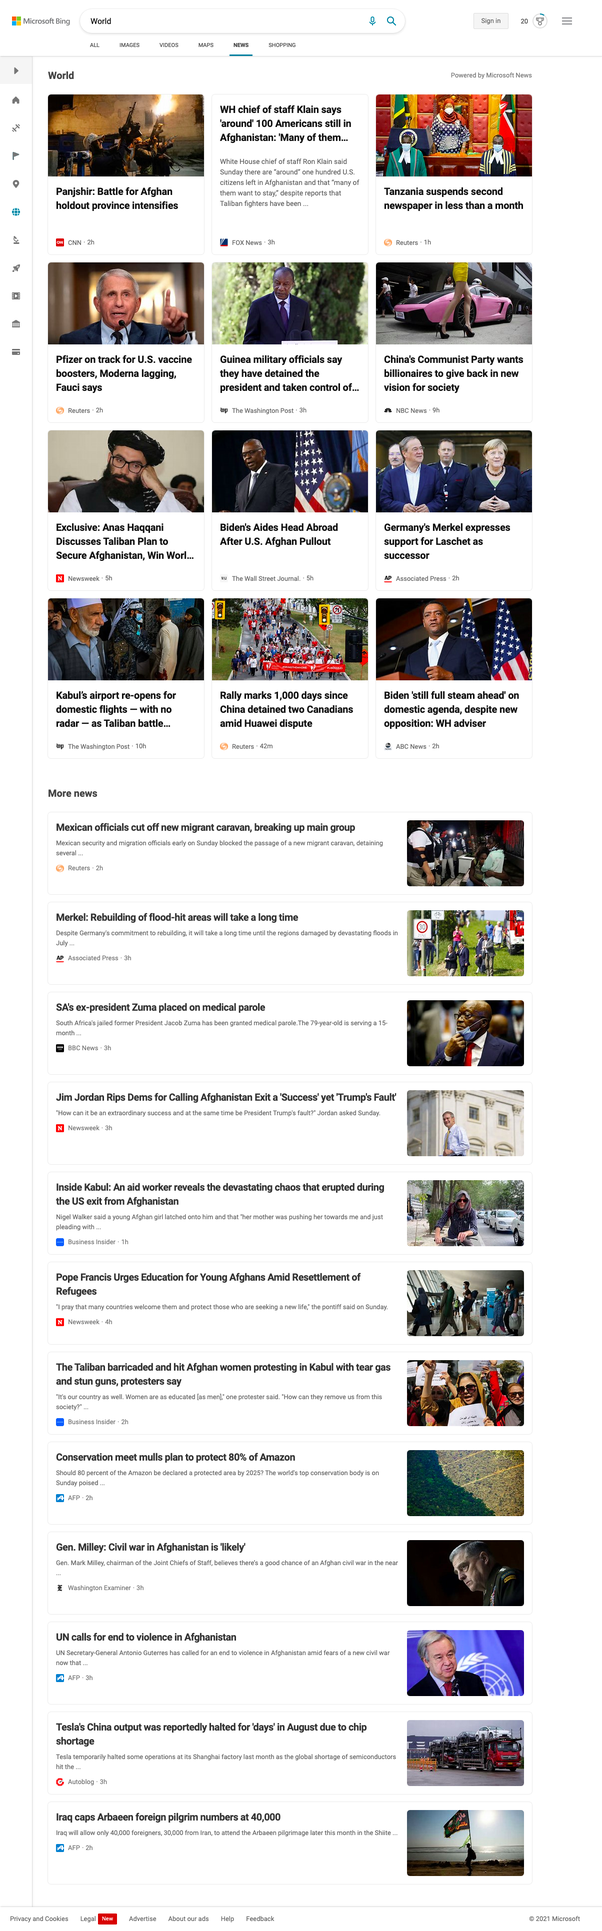 Microsoft Bing
World
Sign in
20
ALL
IMAGES
VIDEOS
MAPS
NEWS
SHOPPING
World
Powered by Microsoft News
Panjshir: Battle for Afghan
holdout province intensifies
CNN · 2h
WH chief of staff Klain says
'around' 100 Americans still in
Afghanistan: 'Many of them...
White House chief of staff Ron Klain said
Sunday there are "around" one hundred U.S.
citizens left in Afghanistan and that "many of
them want to stay," despite reports that
Taliban fighters have been ...
FOX News · 3h
Tanzania suspends second
newspaper in less than a month
Reuters · 1h
Pfizer on track for U.S. vaccine
boosters, Moderna lagging,
Fauci says
Reuters · 2h
Guinea military officials say
they have detained the
president and taken control of...
wp The Washington Post · 3h
China's Communist Party wants
billionaires to give back in new
vision for society
NBC News · 9h
Exclusive: Anas Haqqani
Discusses Taliban Plan to
Secure Afghanistan, Win Worl...
N Newsweek · 5h
Biden's Aides Head Abroad
After U.S. Afghan Pullout
WSJ The Wall Street Journal. · 5h
Germany's Merkel expresses
support for Laschet as
successor
AP Associated Press · 2h
Kabul's airport re-opens for
domestic flights — with no
radar — as Taliban battle...
wp The Washington Post · 10h
Rally marks 1,000 days since
China detained two Canadians
amid Huawei dispute
Reuters · 42m
Biden 'still full steam ahead' on
domestic agenda, despite new
opposition: WH adviser
ABC News · 2h
More news
Mexican officials cut off new migrant caravan, breaking up main group
Mexican security and migration officials early on Sunday blocked the passage of a new migrant caravan, detaining
several ...
Reuters · 2h
Merkel: Rebuilding of flood-hit areas will take a long time
Despite Germany's commitment to rebuilding, it will take a long time until the regions damaged by devastating floods in
July ...
AP Associated Press · 3h
SA's ex-president Zuma placed on medical parole
South Africa's jailed former President Jacob Zuma has been granted medical parole.The 79-year-old is serving a 15-
month ...
BBC News · 3h
Jim Jordan Rips Dems for Calling Afghanistan Exit a 'Success' yet 'Trump's Fault'
"How can it be an extraordinary success and at the same time be President Trump's fault?" Jordan asked Sunday.
N Newsweek · 3h
Inside Kabul: An aid worker reveals the devastating chaos that erupted during
the US exit from Afghanistan
Nigel Walker said a young Afghan girl latched onto him and that "her mother was pushing her towards me and just
pleading with ...
Business Insider · 1h
Pope Francis Urges Education for Young Afghans Amid Resettlement of
Refugees
"I pray that many countries welcome them and protect those who are seeking a new life," the pontiff said on Sunday.
N Newsweek · 4h
The Taliban barricaded and hit Afghan women protesting in Kabul with tear gas
and stun guns, protesters say
"It's our country as well. Women are as educated [as men]," one protester said. "How can they remove us from this
society?" ...
Business Insider · 2h
Conservation meet mulls plan to protect 80% of Amazon
Should 80 percent of the Amazon be declared a protected area by 2025? The world's top conservation body is on
Sunday poised ...
AFP · 2h
Gen. Milley: Civil war in Afghanistan is 'likely'
Gen. Mark Milley, chairman of the Joint Chiefs of Staff, believes there's a good chance of an Afghan civil war in the near
...
Washington Examiner · 3h
UN calls for end to violence in Afghanistan
UN Secretary-General Antonio Guterres has called for an end to violence in Afghanistan amid fears of a new civil war
now that ...
AFP · 3h
Tesla's China output was reportedly halted for 'days' in August due to chip
shortage
Tesla temporarily halted some operations at its Shanghai factory last month as the global shortage of semiconductors
hit the ...
Autoblog · 3h
Iraq caps Arbaeen foreign pilgrim numbers at 40,000
Iraq will allow only 40,000 foreigners, 30,000 from Iran, to attend the Arbaeen pilgrimage later this month in the Shiite ...
AFP · 2h
Privacy and Cookies
Legal New
Advertise
About our ads
Help
Feedback
© 2021 Microsoft